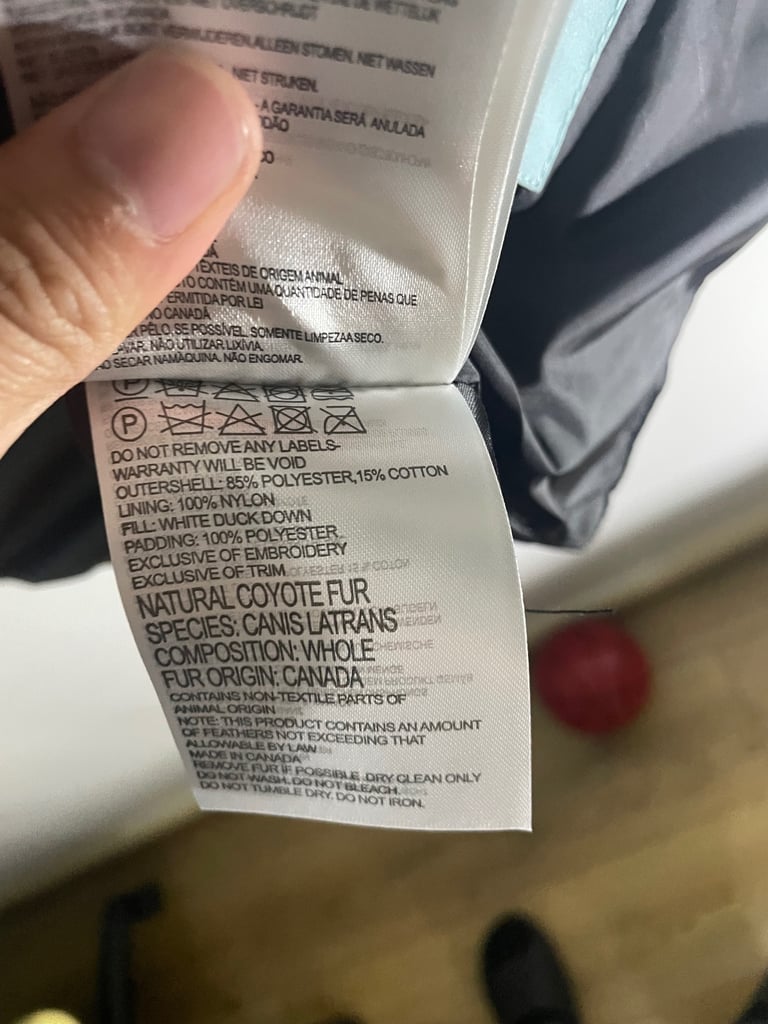 NIET OVERSCHRIJDT
DE WETTELIJK
VERMIJDEREN.ALLEEN STOMEN. NIET WASSEN
NIET STRIJKEN.
- A GARANTIA SERÁ ANULADA
TEXTEIS DE ORIGEM ANIMAL
CONTÉM UMA QUANTIDADE DE PENAS QUE
PERMITIDA POR LEI
NO CANADÁ
PÊLO, SE POSSÍVEL. SOMENTE LIMPEZA A SECO.
NÃO UTILIZAR LIXÍVIA.
SECAR NA MÁQUINA. NÃO ENGOMAR.
P
DO NOT REMOVE ANY LABELS-
WARRANTY WILL BE VOID
OUTERSHELL: 85% POLYESTER,15% COTTON
LINING: 100% NYLON
FILL: WHITE DUCK DOWN
PADDING: 100% POLYESTER
EXCLUSIVE OF EMBROIDERY
EXCLUSIVE OF TRIM
NATURAL COYOTE FUR
SPECIES: CANIS LATRANS
COMPOSITION: WHOLE
FUR ORIGIN: CANADA
CONTAINS NON-TEXTILE PARTS OF
ANIMAL ORIGIN
NOTE: THIS PRODUCT CONTAINS AN AMOUNT
OF FEATHERS NOT EXCEEDING THAT
ALLOWABLE BY LAW
MADE IN CANADA
REMOVE FUR IF POSSIBLE .DRY CLEAN ONLY
DO NOT WASH. DO NOT BLEACH.
DO NOT TUMBLE DRY. DO NOT IRON.